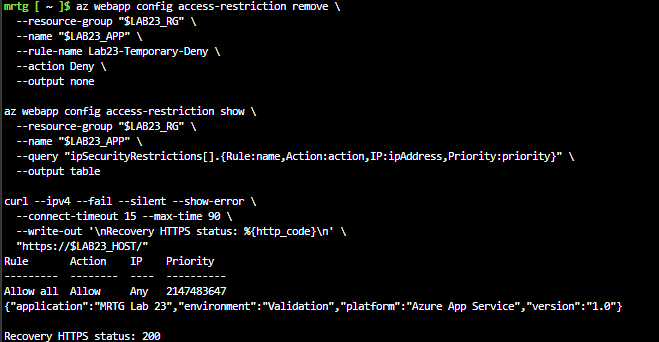 mrtg [ ~ ]$ az webapp config access-restriction remove \
  --resource-group "$LAB23_RG" \
  --name "$LAB23_APP" \
  --rule-name Lab23-Temporary-Deny \
  --action Deny \
  --output none

az webapp config access-restriction show \
  --resource-group "$LAB23_RG" \
  --name "$LAB23_APP" \
  --query "ipSecurityRestrictions[].{Rule:name,Action:action,IP:ipAddress,Priority:priority}" \
  --output table

curl --ipv4 --fail --silent --show-error \
  --connect-timeout 15 --max-time 90 \
  --write-out '\nRecovery HTTPS status: %{http_code}\n' \
  "https://$LAB23_HOST/"
Rule       Action    IP    Priority
---------  --------  ----  ----------
Allow all  Allow     Any   2147483647
{"application":"MRTG Lab 23","environment":"Validation","platform":"Azure App Service","version":"1.0"}

Recovery HTTPS status: 200